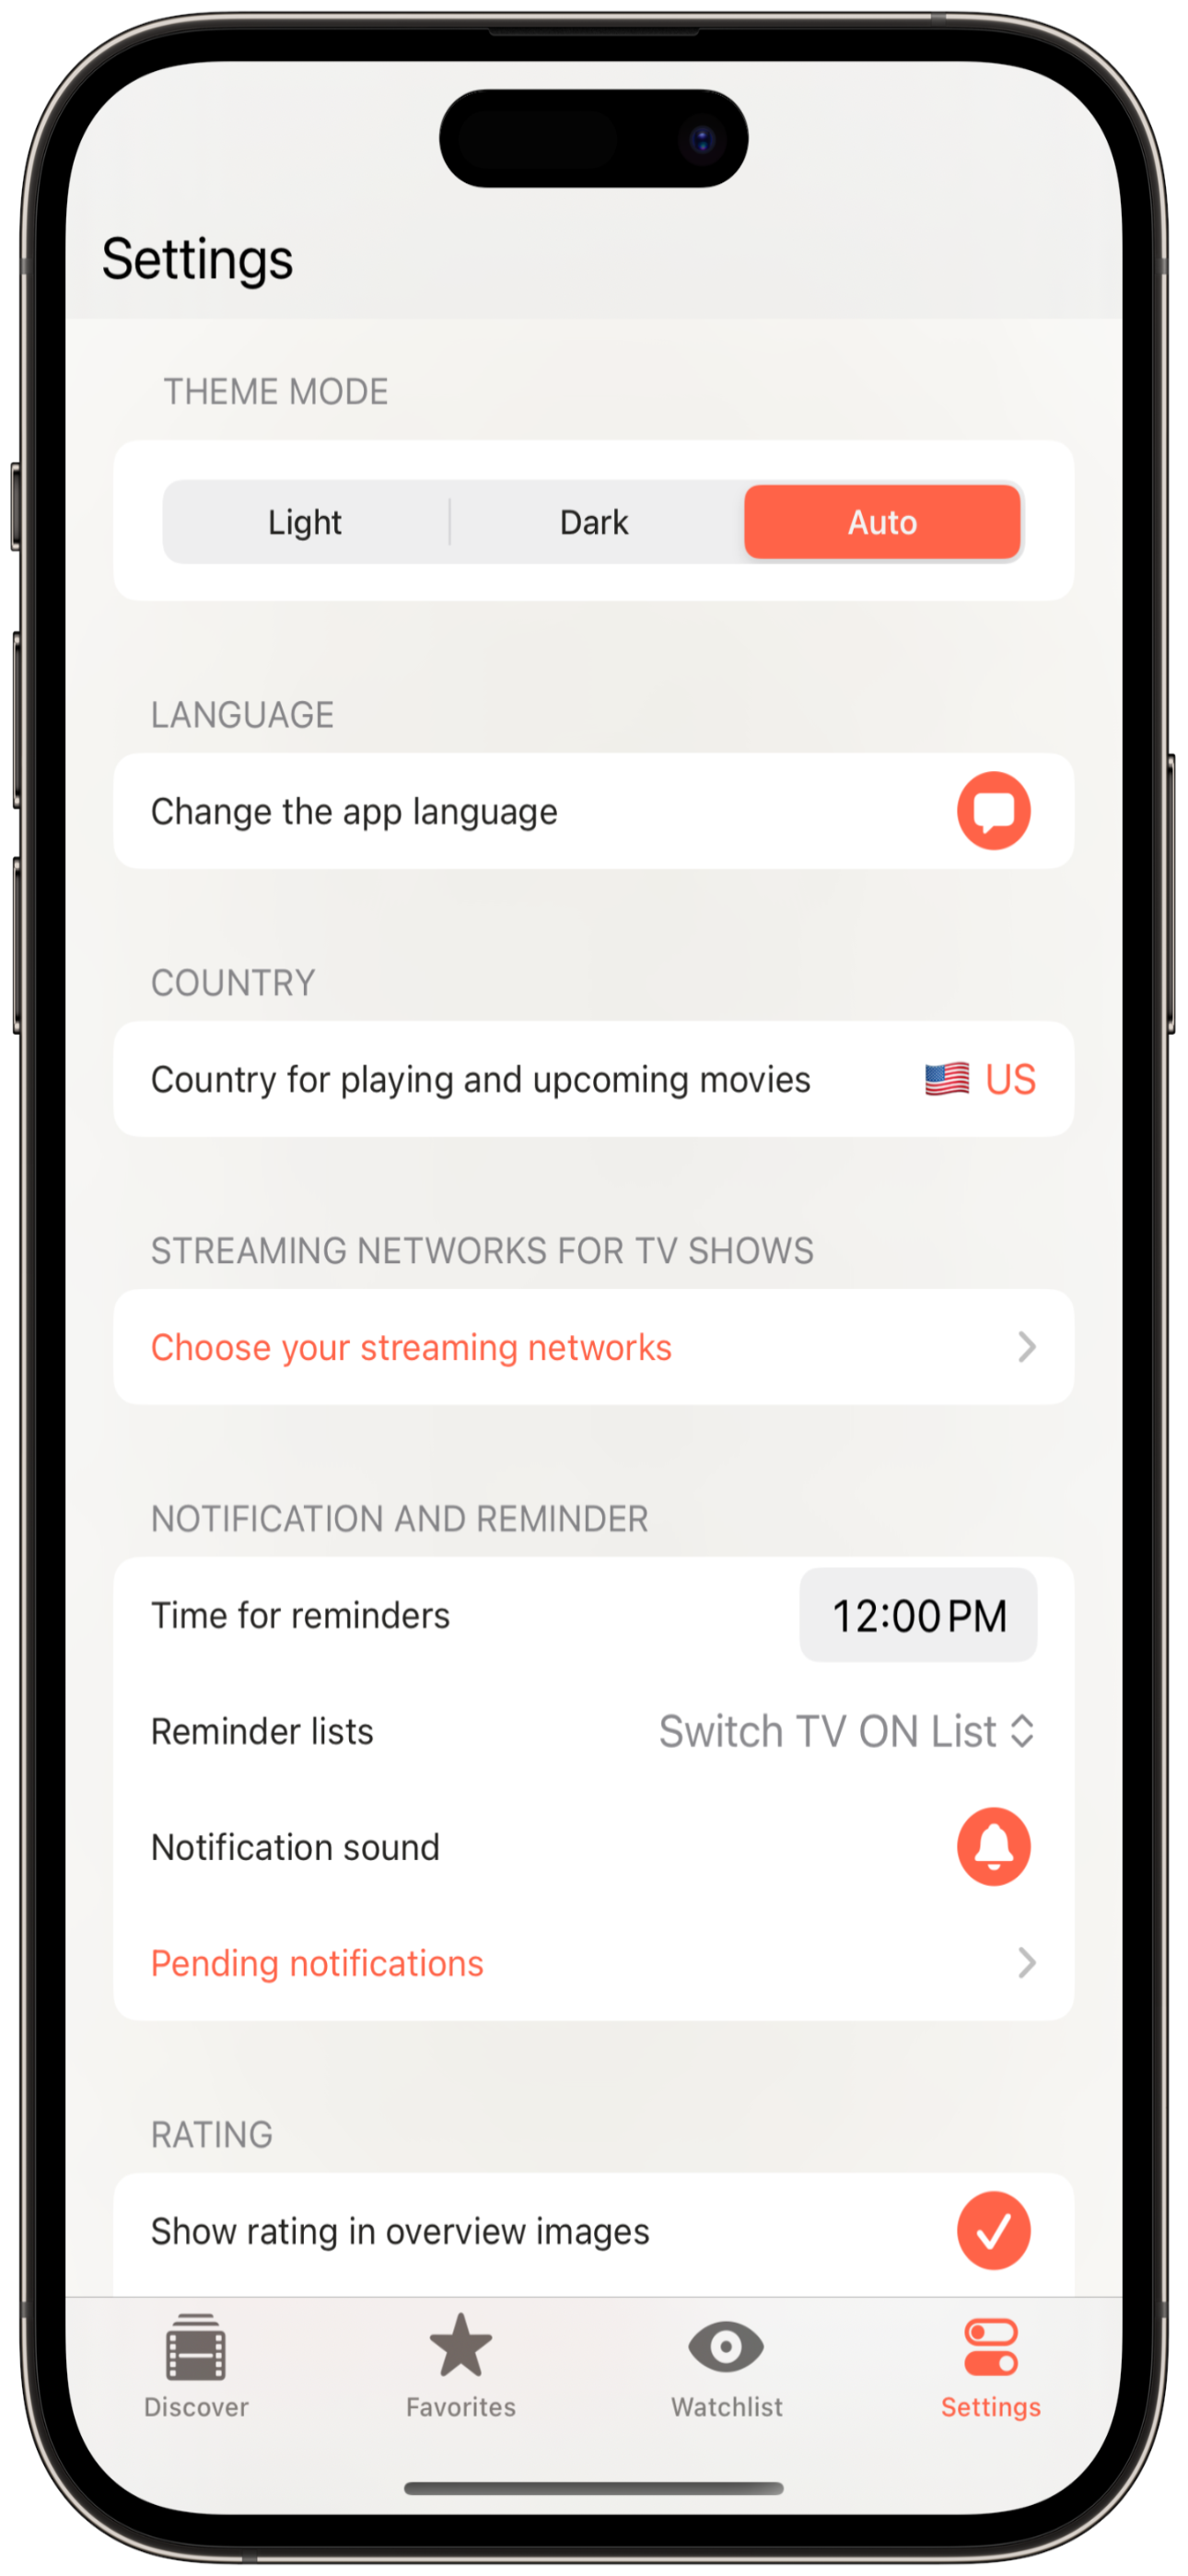 Settings
THEME MODE
Light Dark Auto
LANGUAGE
Change the app language
COUNTRY
Country for playing and upcoming movies 🇺🇸 US
STREAMING NETWORKS FOR TV SHOWS
Choose your streaming networks
NOTIFICATION AND REMINDER
Time for reminders 12:00 PM
Reminder lists Switch TV ON List
Notification sound
Pending notifications
RATING
Show rating in overview images
Discover Favorites Watchlist Settings